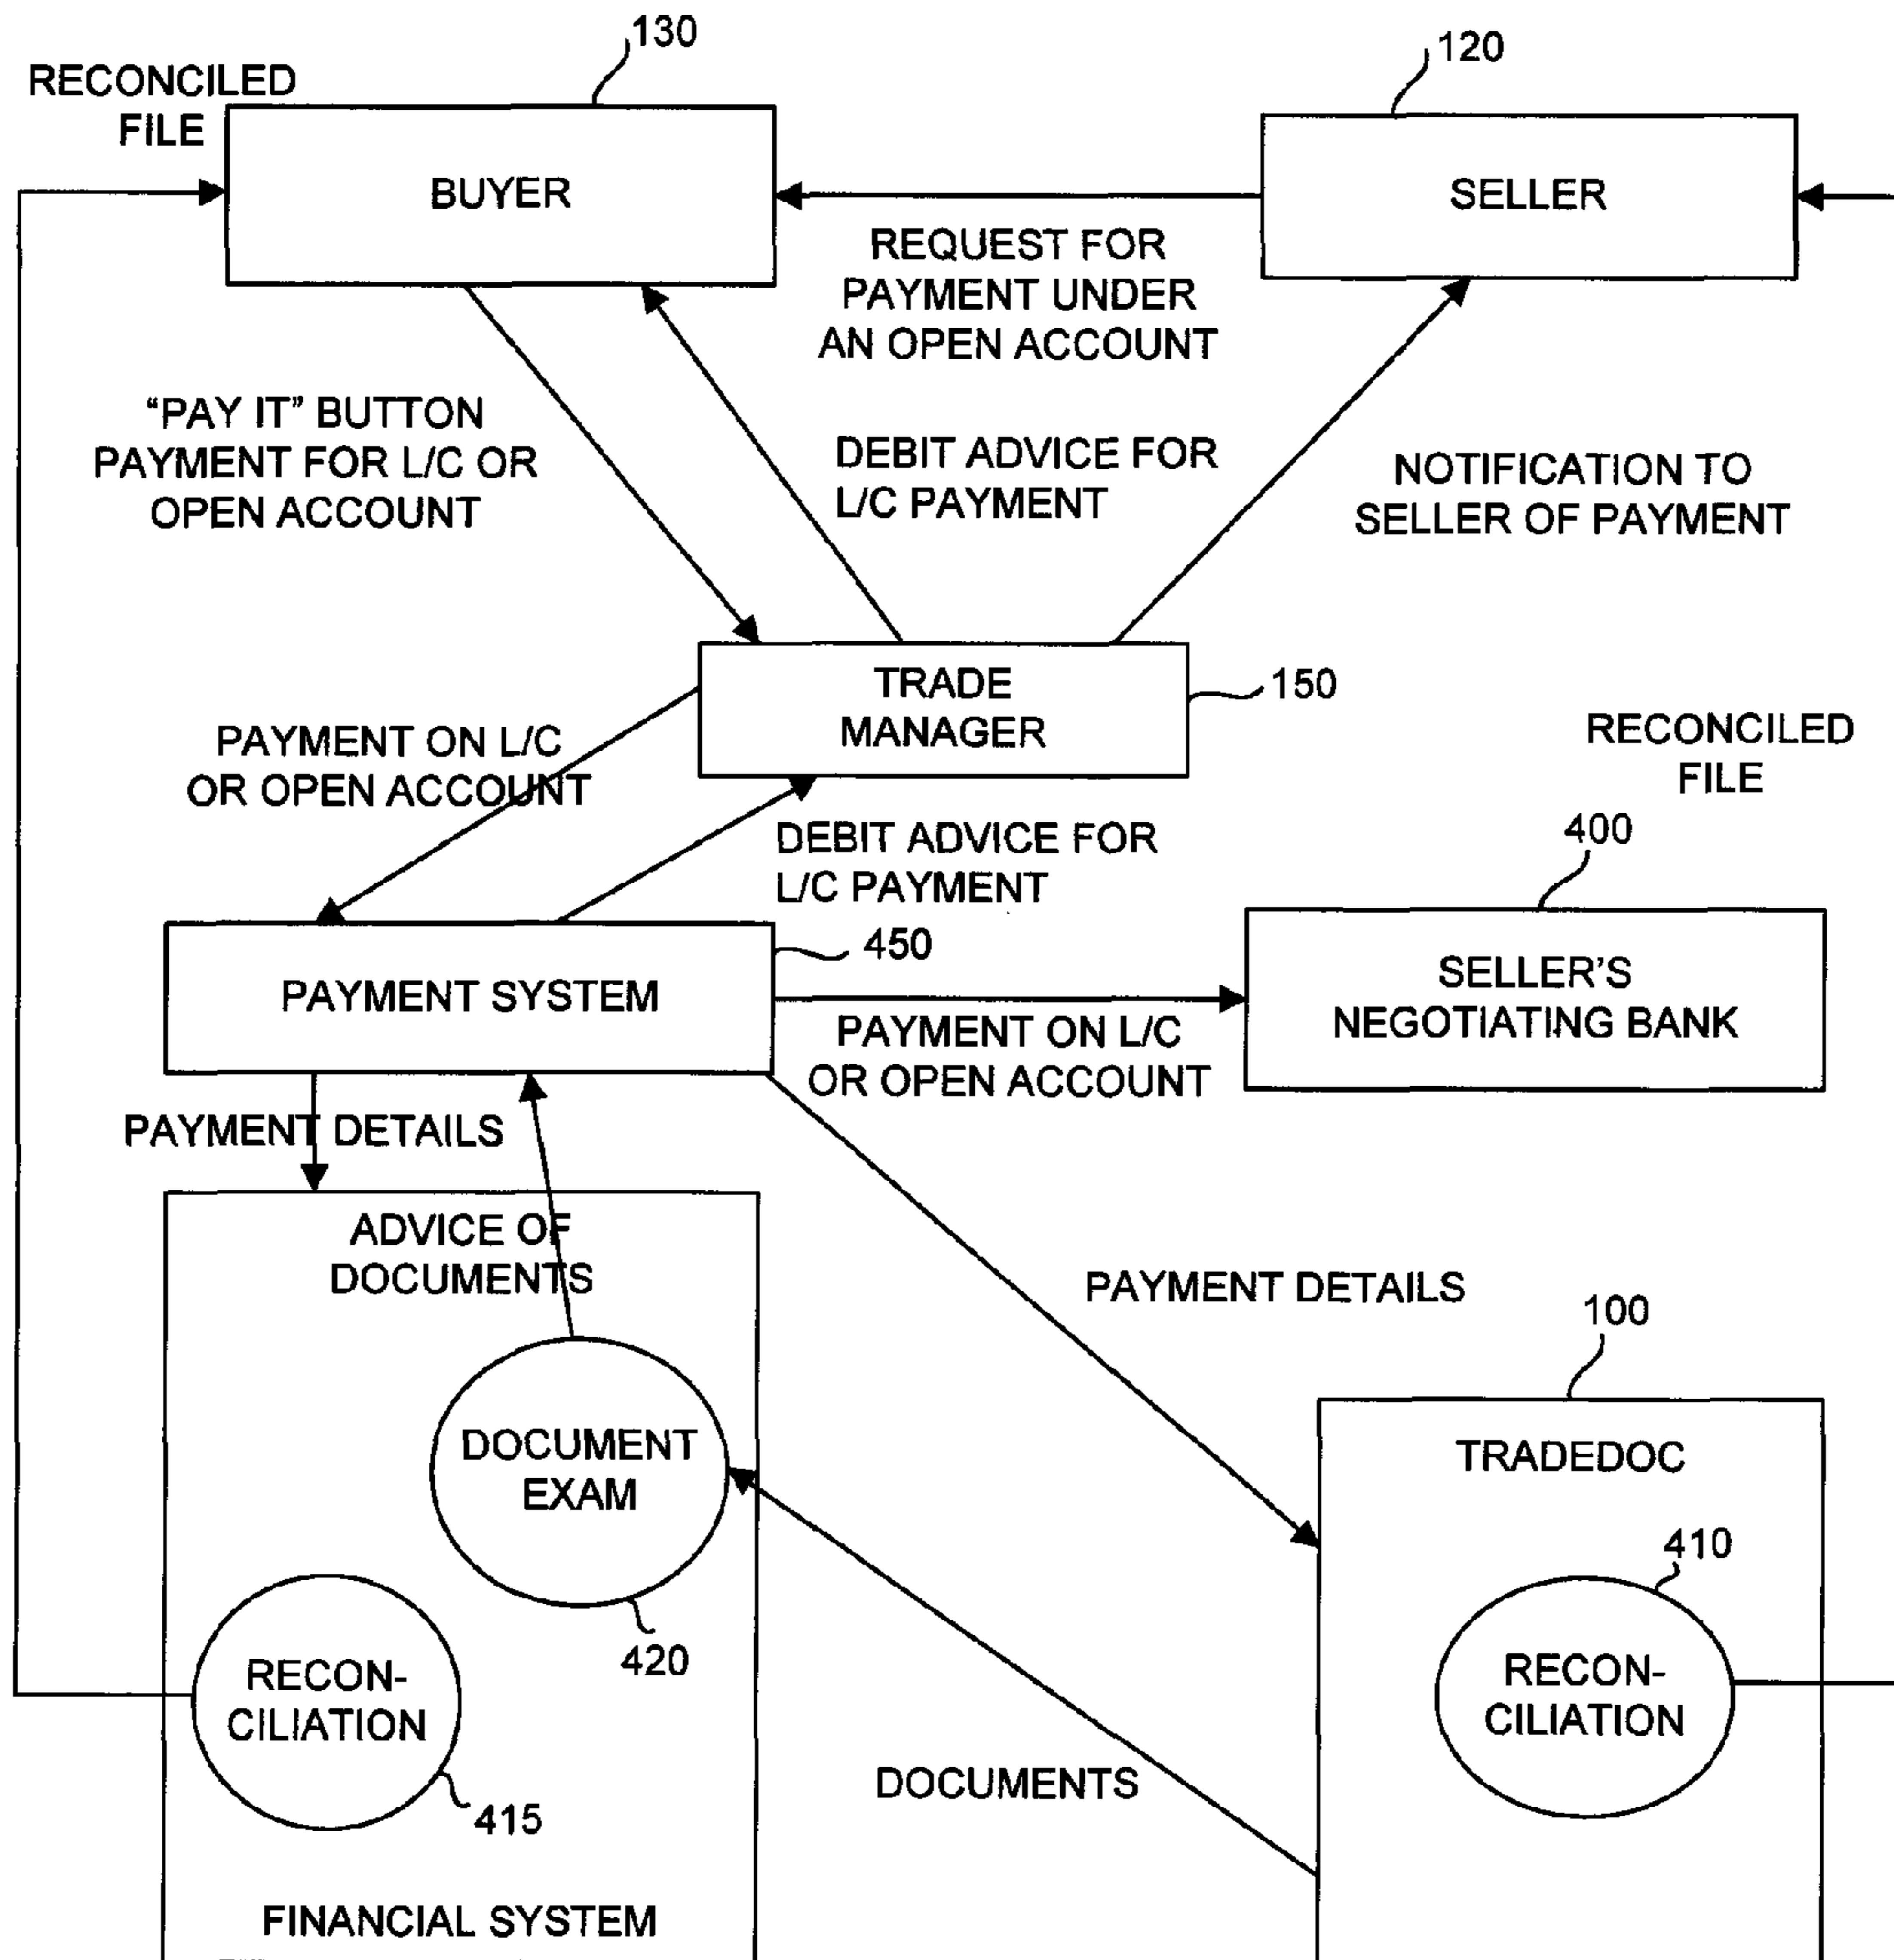 130
120
RECONCILED
FILE
BUYER
SELLER
REQUEST FOR
PAYMENT UNDER
AN OPEN ACCOUNT
“PAY IT” BUTTON
PAYMENT FOR L/C OR
OPEN ACCOUNT
DEBIT ADVICE FOR
L/C PAYMENT
NOTIFICATION TO
SELLER OF PAYMENT
TRADE
MANAGER
150
PAYMENT ON L/C
OR OPEN ACCOUNT
RECONCILED
FILE
DEBIT ADVICE FOR
L/C PAYMENT
400
450
PAYMENT SYSTEM
SELLER’S
NEGOTIATING BANK
PAYMENT ON L/C
OR OPEN ACCOUNT
PAYMENT DETAILS
ADVICE OF
DOCUMENTS
PAYMENT DETAILS
100
DOCUMENT
EXAM
TRADEDOC
410
420
RECON-
CILIATION
RECON-
CILIATION
415
DOCUMENTS
FINANCIAL SYSTEM